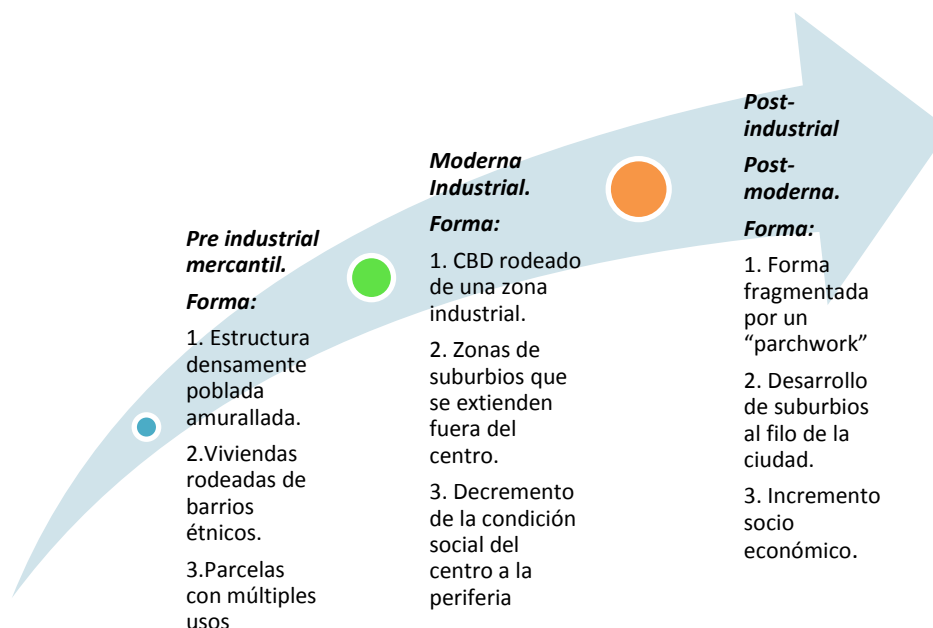 Pre industrial
mercantil.
Forma:
1. Estructura
densamente
poblada
amurallada.
2.Viviendas
rodeadas de
barrios
étnicos.
3.Parcelas
con múltiples
usos
Moderna
Industrial.
Forma:
1. CBD rodeado
de una zona
industrial.
2. Zonas de
suburbios que
se extienden
fuera del
centro.
3. Decremento
de la condición
social del
centro a la
periferia
Post-
industrial
Post-
moderna.
Forma:
1. Forma
fragmentada
por un
“parchwork”
2. Desarrollo
de suburbios
al filo de la
ciudad.
3. Incremento
socio
económico.